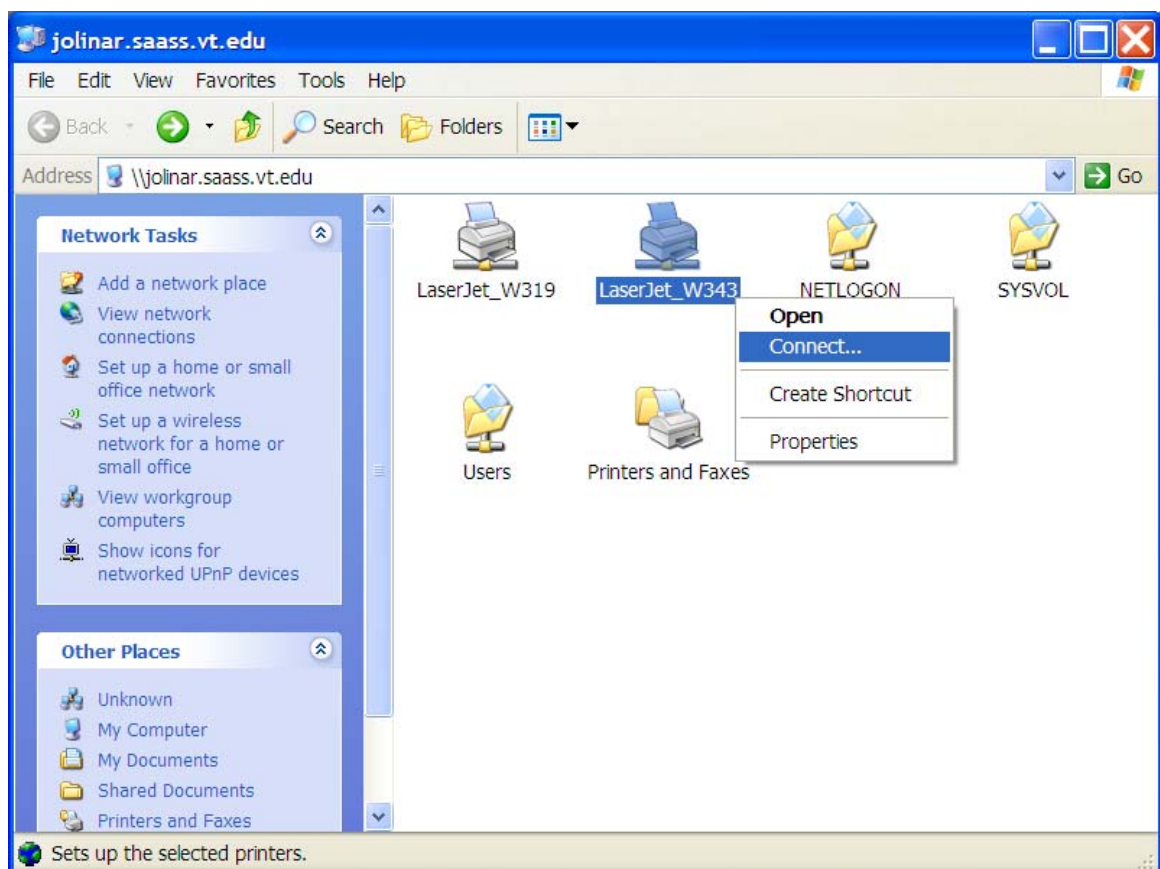 jolinar.saass.vt.edu
File Edit View Favorites Tools Help
Back Search Folders
Address \\jolinar.saass.vt.edu Go
Network Tasks
Add a network place
View network
connections
Set up a home or small
office network
Set up a wireless
network for a home or
small office
View workgroup
computers
Show icons for
networked UPnP devices
Other Places
Unknown
My Computer
My Documents
Shared Documents
Printers and Faxes
LaserJet_W319 LaserJet_W343 NETLOGON SYSVOL
Open
Connect...
Create Shortcut
Properties
Users Printers and Faxes
Sets up the selected printers.